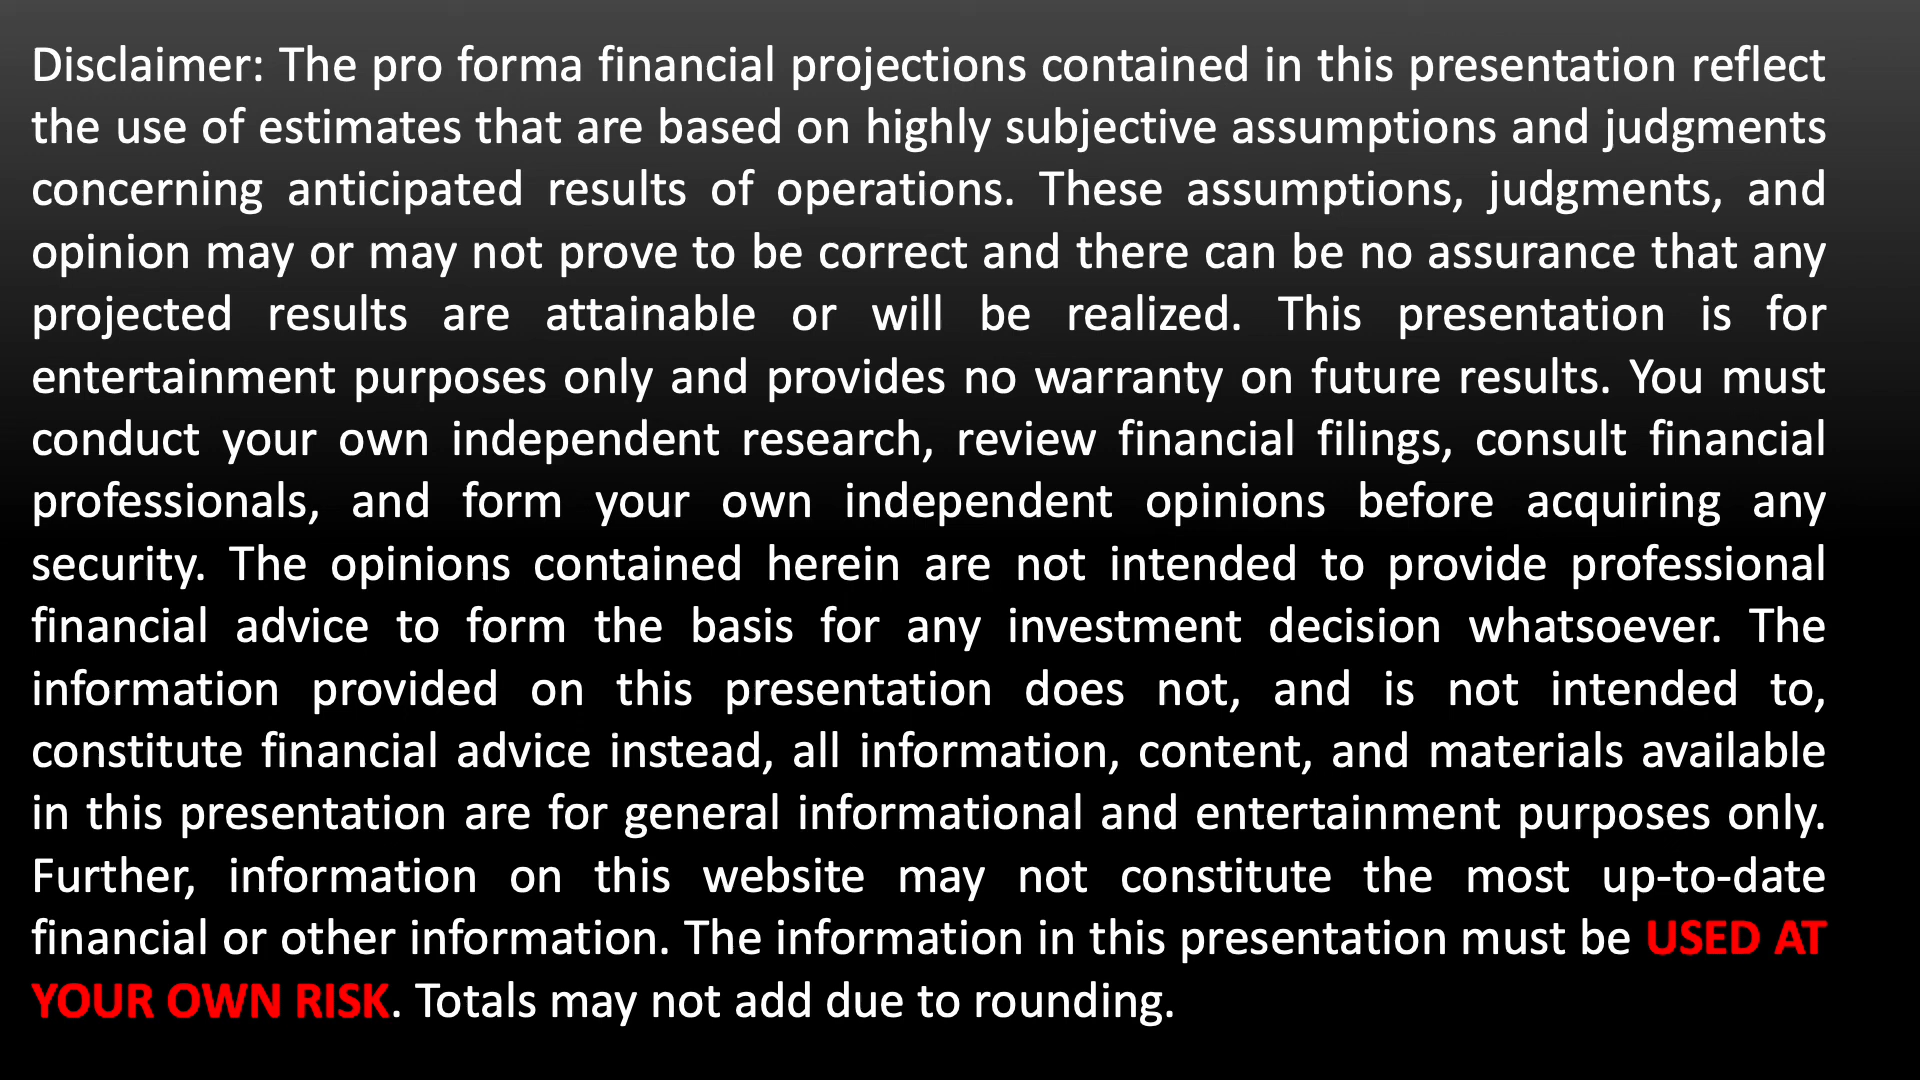 Disclaimer: The pro forma financial projections contained in this presentation reflect
the use of estimates that are based on highly subjective assumptions and judgments
concerning anticipated results of operations. These assumptions, judgments, and
opinion may or may not prove to be correct and there can be no assurance that any
projected results are attainable or will be realized. This presentation is for
entertainment purposes only and provides no warranty on future results. You must
conduct your own independent research, review financial filings, consult financial
professionals, and form your own independent opinions before acquiring any
security. The opinions contained herein are not intended to provide professional
financial advice to form the basis for any investment decision whatsoever. The
information provided on this presentation does not, and is not intended to,
constitute financial advice instead, all information, content, and materials available
in this presentation are for general informational and entertainment purposes only.
Further, information on this website may not constitute the most up-to-date
financial or other information. The information in this presentation must be USED AT
YOUR OWN RISK. Totals may not add due to rounding.